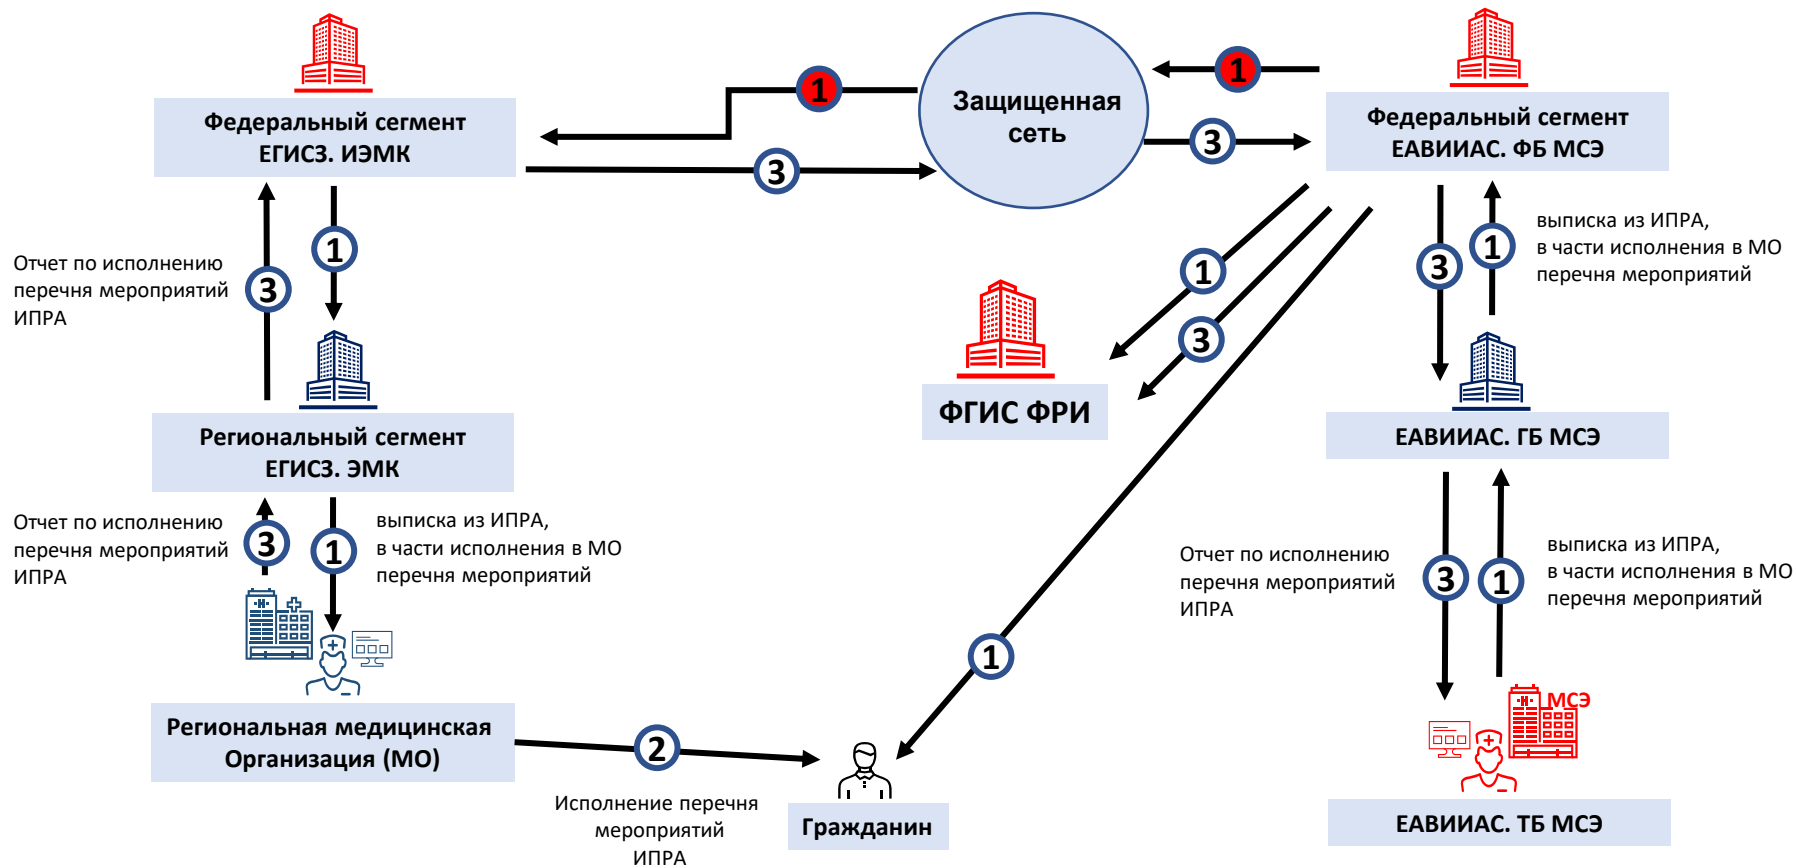 1
1
Защищенная
сеть
Федеральный сегмент
ЕГИСЗ. ИЭМК
Федеральный сегмент
ЕАВИИАС. ФБ МСЭ
3
3
1
3
Отчет по исполнению
перечня мероприятий
ИПРА
1
3
1
3
выписка из ИПРА,
в части исполнения в МО
перечня мероприятий
ФГИС ФРИ
Региональный сегмент
ЕГИСЗ. ЭМК
ЕАВИИАС. ГБ МСЭ
Отчет по исполнению
перечня мероприятий
ИПРА
3
1
выписка из ИПРА,
в части исполнения в МО
перечня мероприятий
Отчет по исполнению
перечня мероприятий
ИПРА
3
1
выписка из ИПРА,
в части исполнения в МО
перечня мероприятий
1
МСЭ
Региональная медицинская
Организация (МО)
2
Исполнение перечня
мероприятий
ИПРА
Гражданин
ЕАВИИАС. ТБ МСЭ